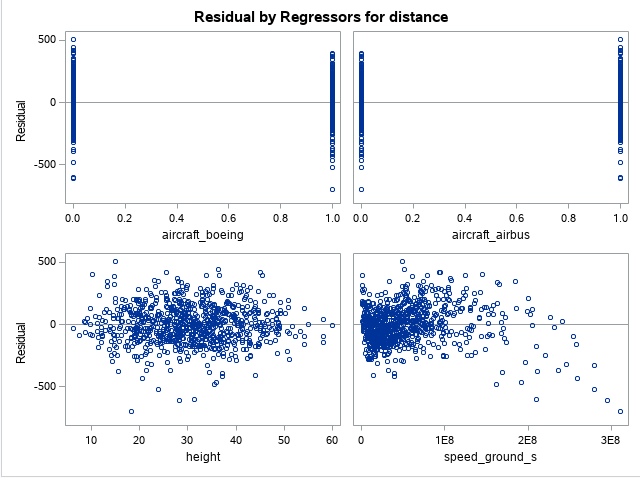 Residual by Regressors for distance
500
0
-500
Residual
0.0 0.2 0.4 0.6 0.8 1.0
aircraft_boeing
0.0 0.2 0.4 0.6 0.8 1.0
aircraft_airbus
500
0
-500
Residual
10 20 30 40 50 60
height
0 1E8 2E8 3E8
speed_ground_s